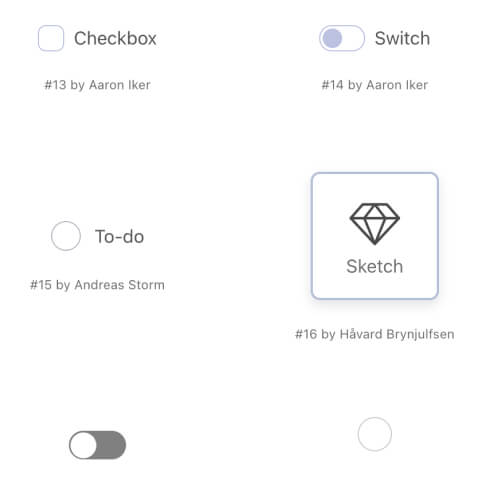 Checkbox
Switch
#13 by Aaron Iker
#14 by Aaron Iker
To-do
Sketch
#15 by Andreas Storm
#16 by Håvard Brynjulfsen